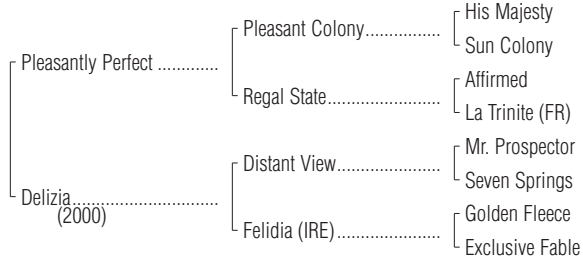 His Majesty
Pleasant Colony.................
Sun Colony
Pleasantly Perfect .............
Affirmed
Regal State........................
La Trinite (FR)
Mr. Prospector
Distant View......................
Seven Springs
Delizia...............................
(2000)
Golden Fleece
Felidia (IRE) ......................
Exclusive Fable